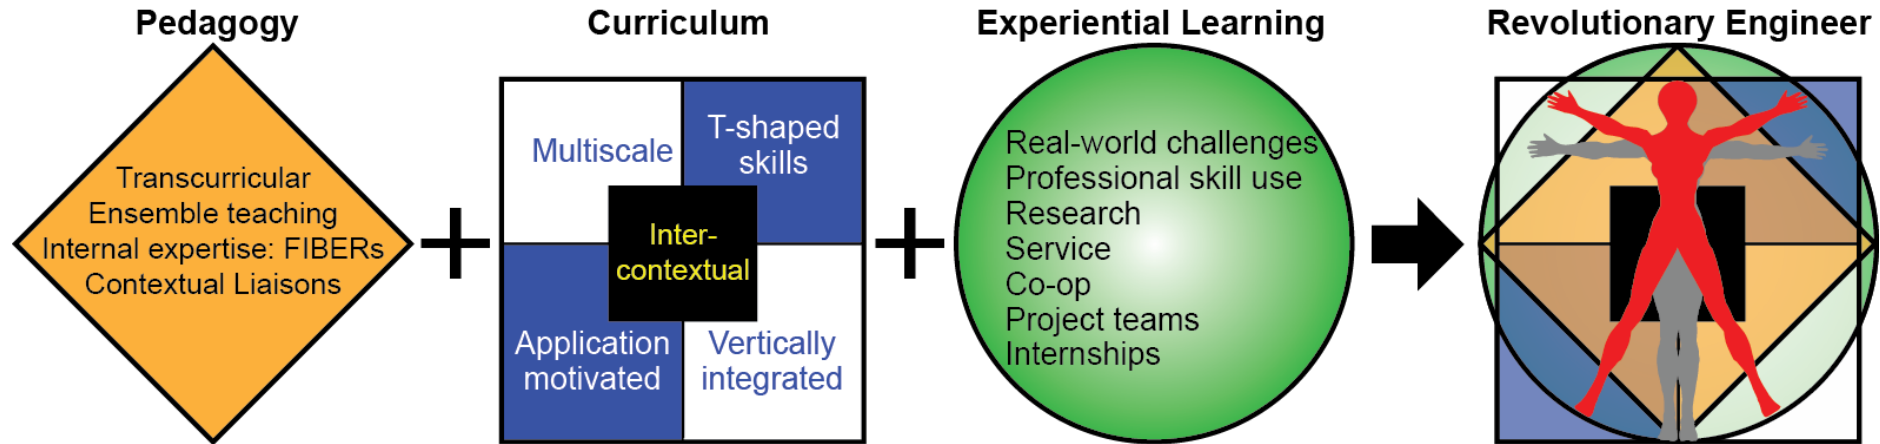 Pedagogy
Transcurricular
Ensemble teaching
Internal expertise: FIBERs
Contextual Liaisons
Curriculum
Multiscale
T-shaped
skills
Inter-
contextual
Application
motivated
Vertically
integrated
Experiential Learning
Real-world challenges
Professional skill use
Research
Service
Co-op
Project teams
Internships
Revolutionary Engineer